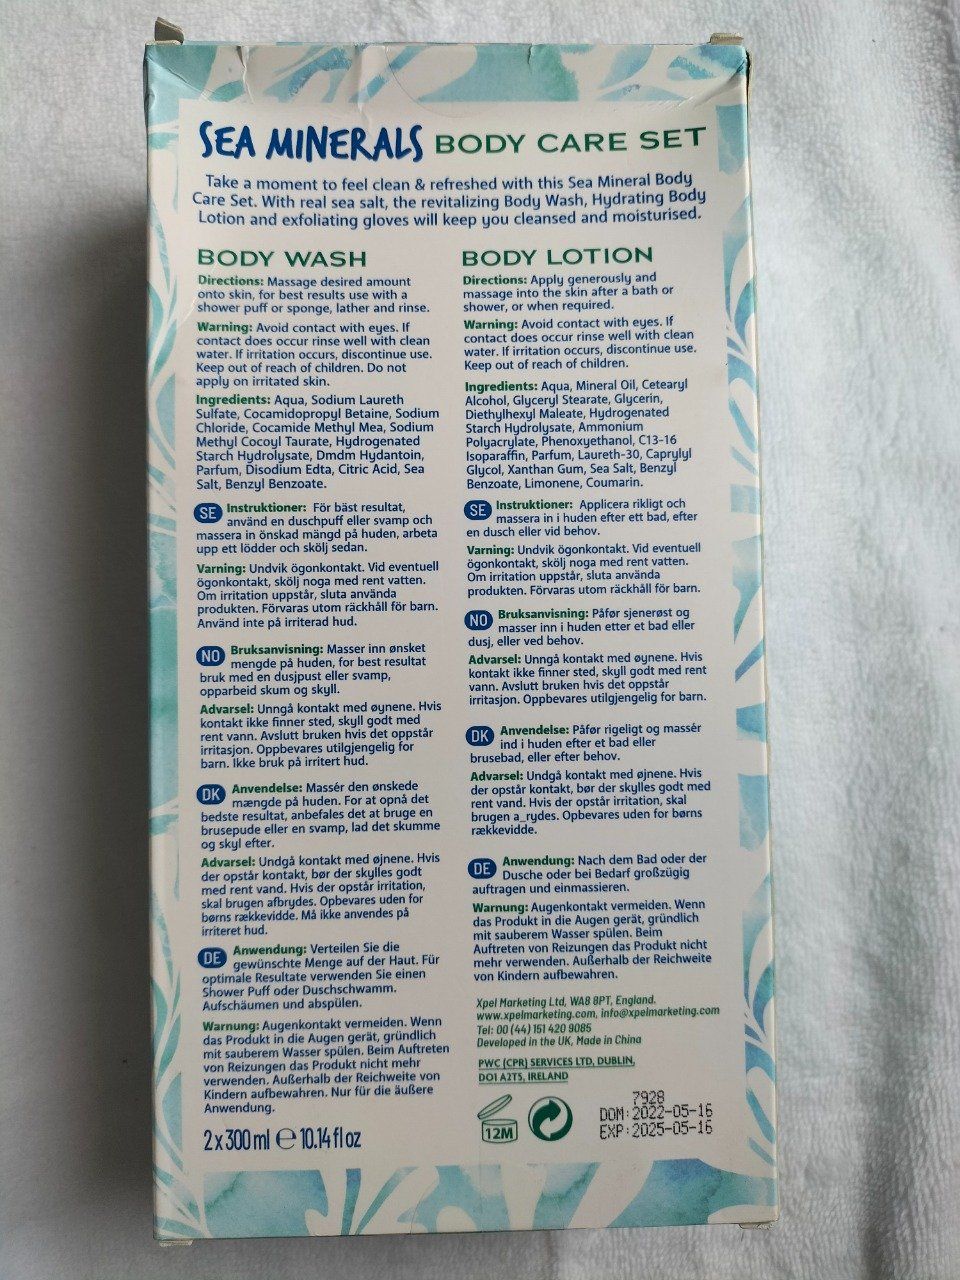 SEA MINERALS BODY CARE SET
Take a moment to feel clean & refreshed with this Sea Mineral Body
Care Set. With real sea salt, the revitalizing Body Wash, Hydrating Body
Lotion and exfoliating gloves will keep you cleansed and moisturised.
BODY WASH
Directions: Massage desired amount
onto skin, for best results use with a
shower puff or sponge, lather and rinse.
Warning: Avoid contact with eyes. If
contact does occur rinse well with clean
water. If irritation occurs, discontinue use.
Keep out of reach of children. Do not
apply on irritated skin.
Ingredients: Aqua, Sodium Laureth
Sulfate, Cocamidopropyl Betaine, Sodium
Chloride, Cocamide Methyl Mea, Sodium
Methyl Cocoyl Taurate, Hydrogenated
Starch Hydrolysate, Dmdm Hydantoin,
Parfum, Disodium Edta, Citric Acid, Sea
Salt, Benzyl Benzoate.
SE Instruktioner: För bäst resultat,
använd en duschpuff eller svamp och
massera in önskad mängd på huden, arbeta
upp ett lödder och skölj sedan.
Varning: Undvik ögonkontakt. Vid eventuell
ögonkontakt, skölj noga med rent vatten.
Om irritation uppstår, sluta använda
produkten. Förvaras utom räckhåll för barn.
Använd inte på irriterad hud.
NO Bruksanvisning: Masser inn ønsket
mengde på huden, for best resultat
bruk med en dusjpust eller svamp,
opparbeid skum og skyll.
Advarsel: Unngå kontakt med øynene. Hvis
kontakt ikke finner sted, skyll godt med
rent vann. Avslutt bruken hvis det oppstår
irritasjon. Oppbevares utilgjengelig for
barn. Ikke bruk på irritert hud.
DK Anvendelse: Massér den ønskede
mængde på huden. For at opnå det
bedste resultat, anbefales det at bruge en
brusepude eller en svamp, lad det skumme
og skyl efter.
Advarsel: Undgå kontakt med øjnene. Hvis
der opstår kontakt, bør der skylles godt
med rent vand. Hvis der opstår irritation,
skal brugen afbrydes. Opbevares uden for
børns rækkevidde. Må ikke anvendes på
irriteret hud.
DE Anwendung: Verteilen Sie die
gewünschte Menge auf der Haut. Für
optimale Resultate verwenden Sie einen
Shower Puff oder Duschschwamm.
Aufschäumen und abspülen.
Warnung: Augenkontakt vermeiden. Wenn
das Produkt in die Augen gerät, gründlich
mit sauberem Wasser spülen. Beim Auftreten
von Reizungen das Produkt nicht mehr
verwenden. Außerhalb der Reichweite von
Kindern aufbewahren. Nur für die äußere
Anwendung.
2 x 300 ml ℮ 10.14 fl oz
BODY LOTION
Directions: Apply generously and
massage into the skin after a bath or
shower, or when required.
Warning: Avoid contact with eyes. If
contact does occur rinse well with clean
water. If irritation occurs, discontinue use.
Keep out of reach of children.
Ingredients: Aqua, Mineral Oil, Cetearyl
Alcohol, Glyceryl Stearate, Glycerin,
Diethylhexyl Maleate, Hydrogenated
Starch Hydrolysate, Ammonium
Polyacrylate, Phenoxyethanol, C13-16
Isoparaffin, Parfum, Laureth-30, Caprylyl
Glycol, Xanthan Gum, Sea Salt, Benzyl
Benzoate, Limonene, Coumarin.
SE Instruktioner: Applicera rikligt och
massera in i huden efter ett bad, efter
en dusch eller vid behov.
Varning: Undvik ögonkontakt. Vid eventuell
ögonkontakt, skölj noga med rent vatten.
Om irritation uppstår, sluta använda
produkten. Förvaras utom räckhåll för barn.
NO Bruksanvisning: Påfør sjenerøst og
masser inn i huden etter et bad eller
dusj, eller ved behov.
Advarsel: Unngå kontakt med øynene. Hvis
kontakt ikke finner sted, skyll godt med rent
vann. Avslutt bruken hvis det oppstår
irritasjon. Oppbevares utilgjengelig for barn.
DK Anvendelse: Påfør rigeligt og massér
ind i huden efter et bad eller
brusebad, eller efter behov.
Advarsel: Undgå kontakt med øjnene. Hvis
der opstår kontakt, bør der skylles godt med
rent vand. Hvis der opstår irritation, skal
brugen a_rydes. Opbevares uden for børns
rækkevidde.
DE Anwendung: Nach dem Bad oder der
Dusche oder bei Bedarf großzügig
auftragen und einmassieren.
Warnung: Augenkontakt vermeiden. Wenn
das Produkt in die Augen gerät, gründlich
mit sauberem Wasser spülen. Beim
Auftreten von Reizungen das Produkt nicht
mehr verwenden. Außerhalb der Reichweite
von Kindern aufbewahren.
Xpel Marketing Ltd, WA8 8PT, England.
www.xpelmarketing.com, info@xpelmarketing.com
Tel: 00 (44) 151 420 9085
Developed in the UK, Made in China
PWC (CPR) SERVICES LTD, DUBLIN,
DO1 A2T5, IRELAND
12M
7928
DOM:2022-05-16
EXP:2025-05-16